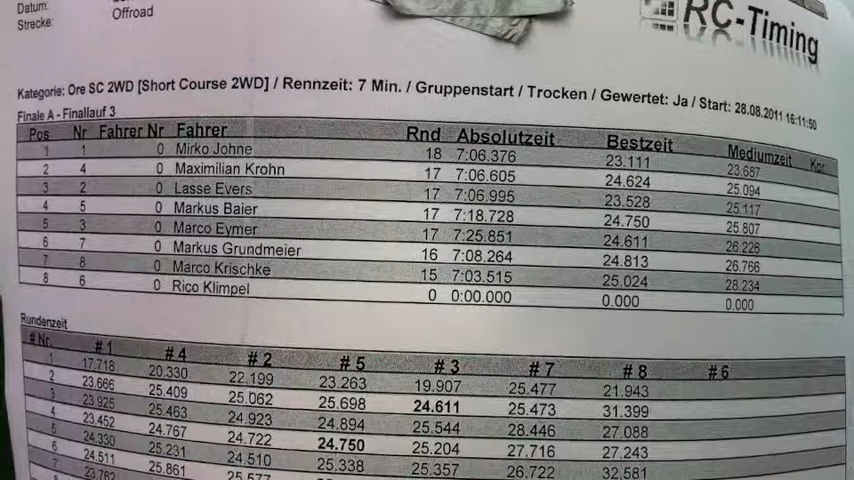 Datum:
Strecke: Offroad
RC-Timing
Kategorie: Ore SC 2WD [Short Course 2WD] / Rennzeit: 7 Min. / Gruppenstart / Trocken / Gewertet: Ja / Start: 28.08.2011 16:11:50
Finale A - Finallauf 3
Pos Nr Fahrer Nr Fahrer Rnd Absolutzeit Bestzeit Mediumzeit Kor
1 1 0 Mirko Johne 18 7:06.376 23.111 23.687
2 4 0 Maximilian Krohn 17 7:06.605 24.624 25.094
3 2 0 Lasse Evers 17 7:06.995 23.528 25.117
4 5 0 Markus Baier 17 7:18.728 24.750 25.807
5 3 0 Marco Eymer 17 7:25.851 24.611 26.226
6 7 0 Markus Grundmeier 16 7:08.264 24.813 26.766
7 8 0 Marco Krischke 15 7:03.515 25.024 28.234
8 6 0 Rico Klimpel 0 0:00.000 0.000 0.000
Rundenzeit
# Nr. # 1 # 4 # 2 # 5 # 3 # 7 # 8 # 6
1 17.718 20.330 22.199 23.263 19.907 25.477 21.943
2 23.666 25.409 25.062 25.698 24.611 25.473 31.399
3 23.925 25.463 24.923 24.894 25.544 28.446 27.088
4 23.452 24.767 24.722 24.750 25.204 27.716 27.243
5 24.330 25.231 24.510 25.338 25.357 26.722 32.581
6 24.511 25.861 25.577
7 23.762